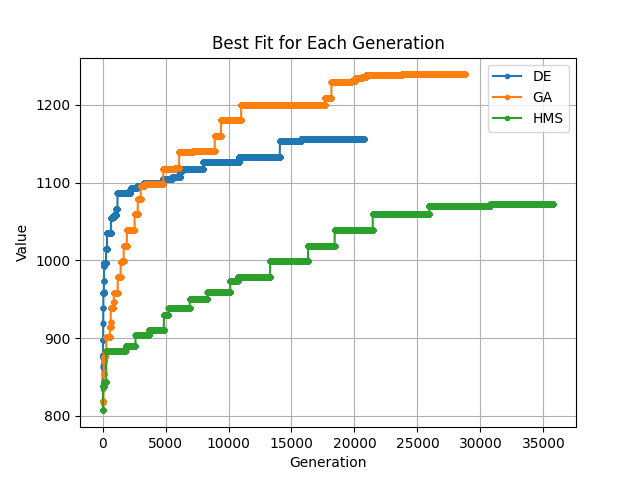 Best Fit for Each Generation
DE
GA
HMS
Value
1200
1100
1000
900
800
0 5000 10000 15000 20000 25000 30000 35000
Generation